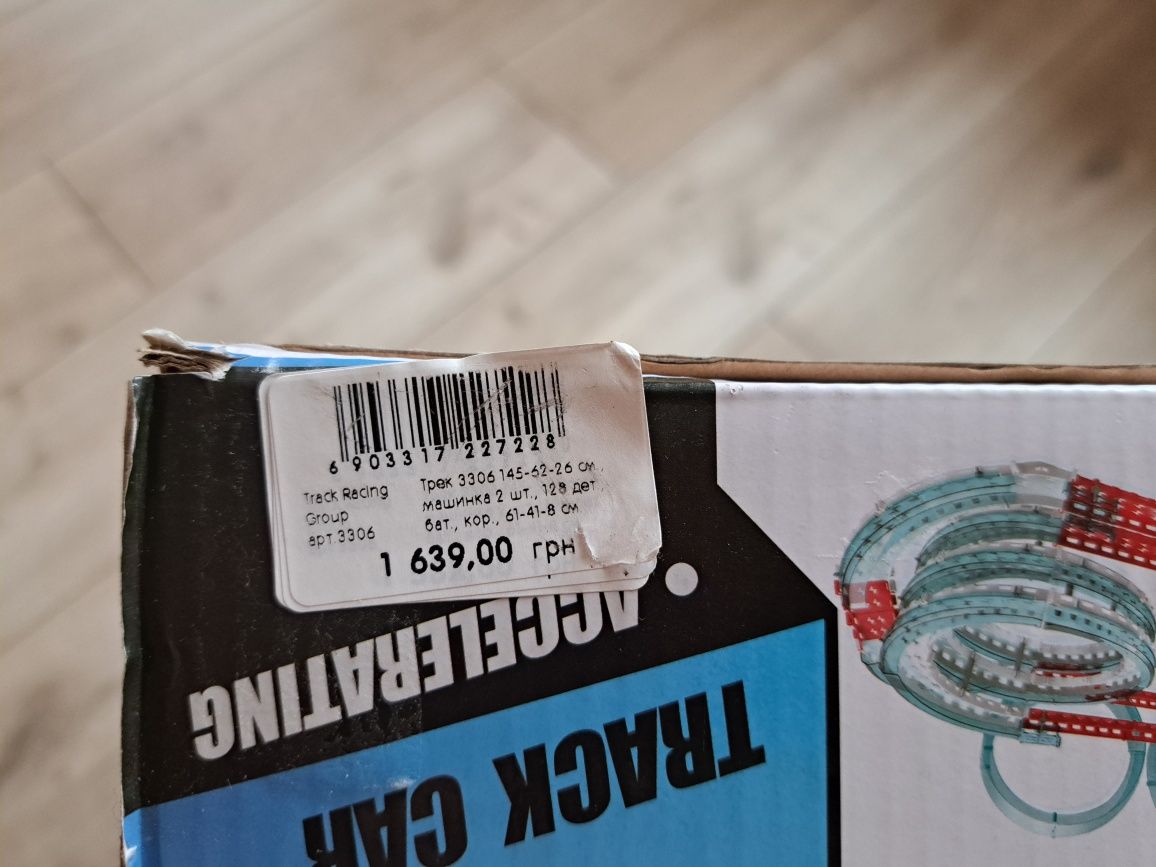 6 903317 227228
Track Racing
Group
арт.3306
Трек 3306 145-62-26 см.,
машинка 2 шт., 128 дет.,
бат., кор., 61-41-8 см
1 639,00 грн
ACCELERATING
TRACK CAR